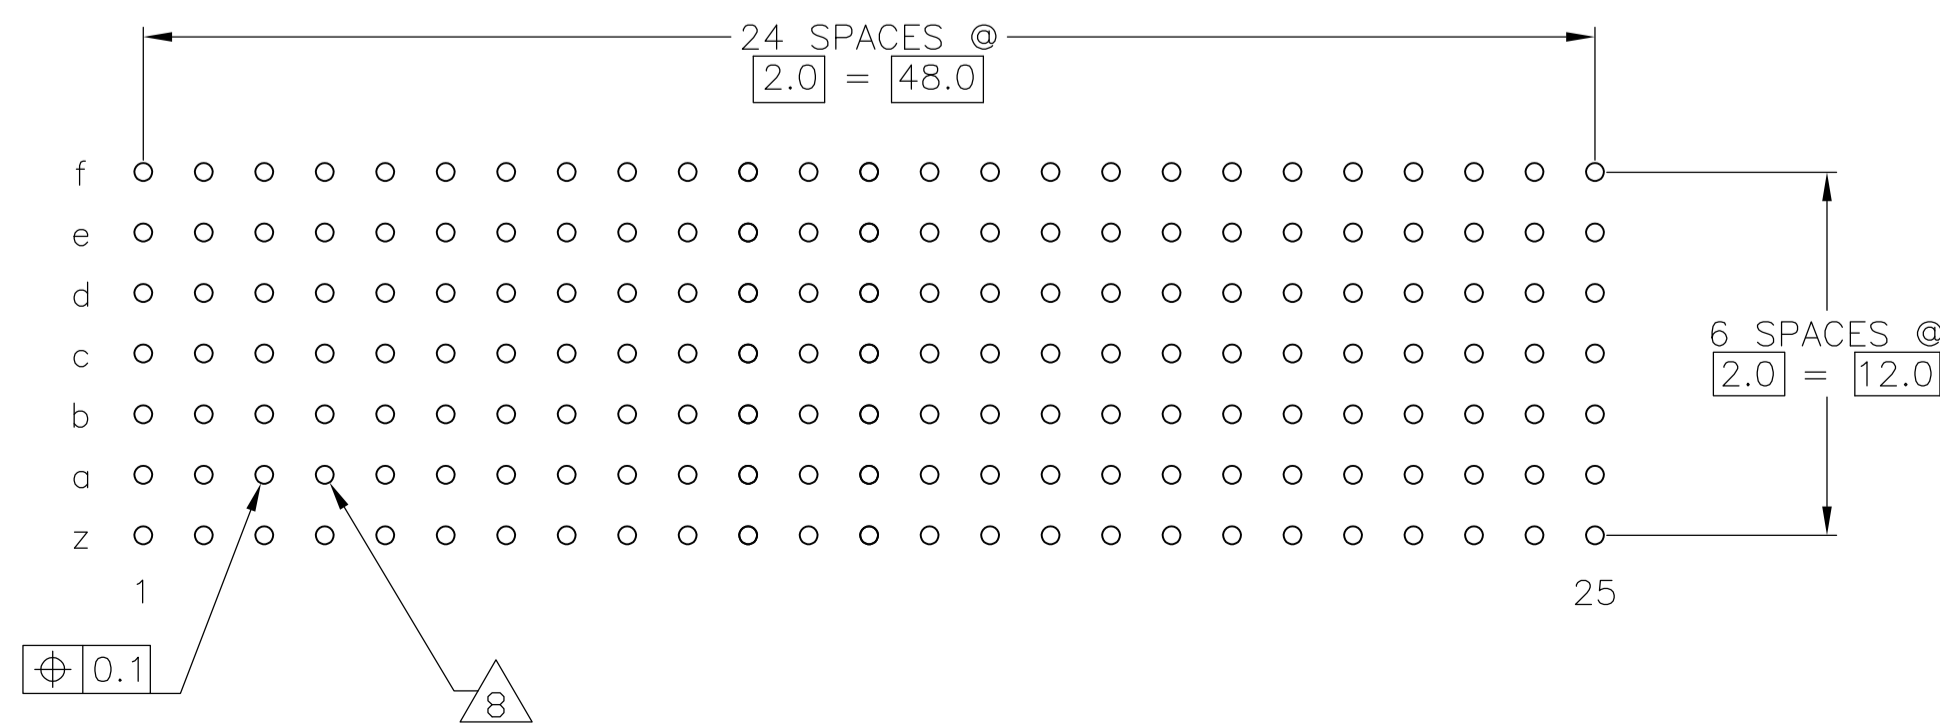 24 SPACES @
2.0 = 48.0
f
e
d
c
6 SPACES @
2.0 = 12.0
b
a
z
1
25
⌖ 0.1
8